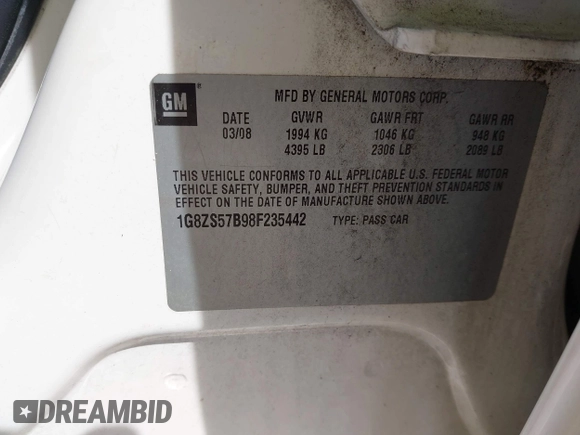 GM
MFD BY GENERAL MOTORS CORP.
DATE GVWR GAWR FRT GAWR RR
03/08 1994 KG 1046 KG 948 KG
4395 LB 2306 LB 2089 LB
THIS VEHICLE CONFORMS TO ALL APPLICABLE U.S. FEDERAL MOTOR
VEHICLE SAFETY, BUMPER, AND THEFT PREVENTION STANDARDS IN
EFFECT ON THE DATE OF MANUFACTURE SHOWN ABOVE.
1G8ZS57B98F235442 TYPE: PASS CAR
DREAMBID